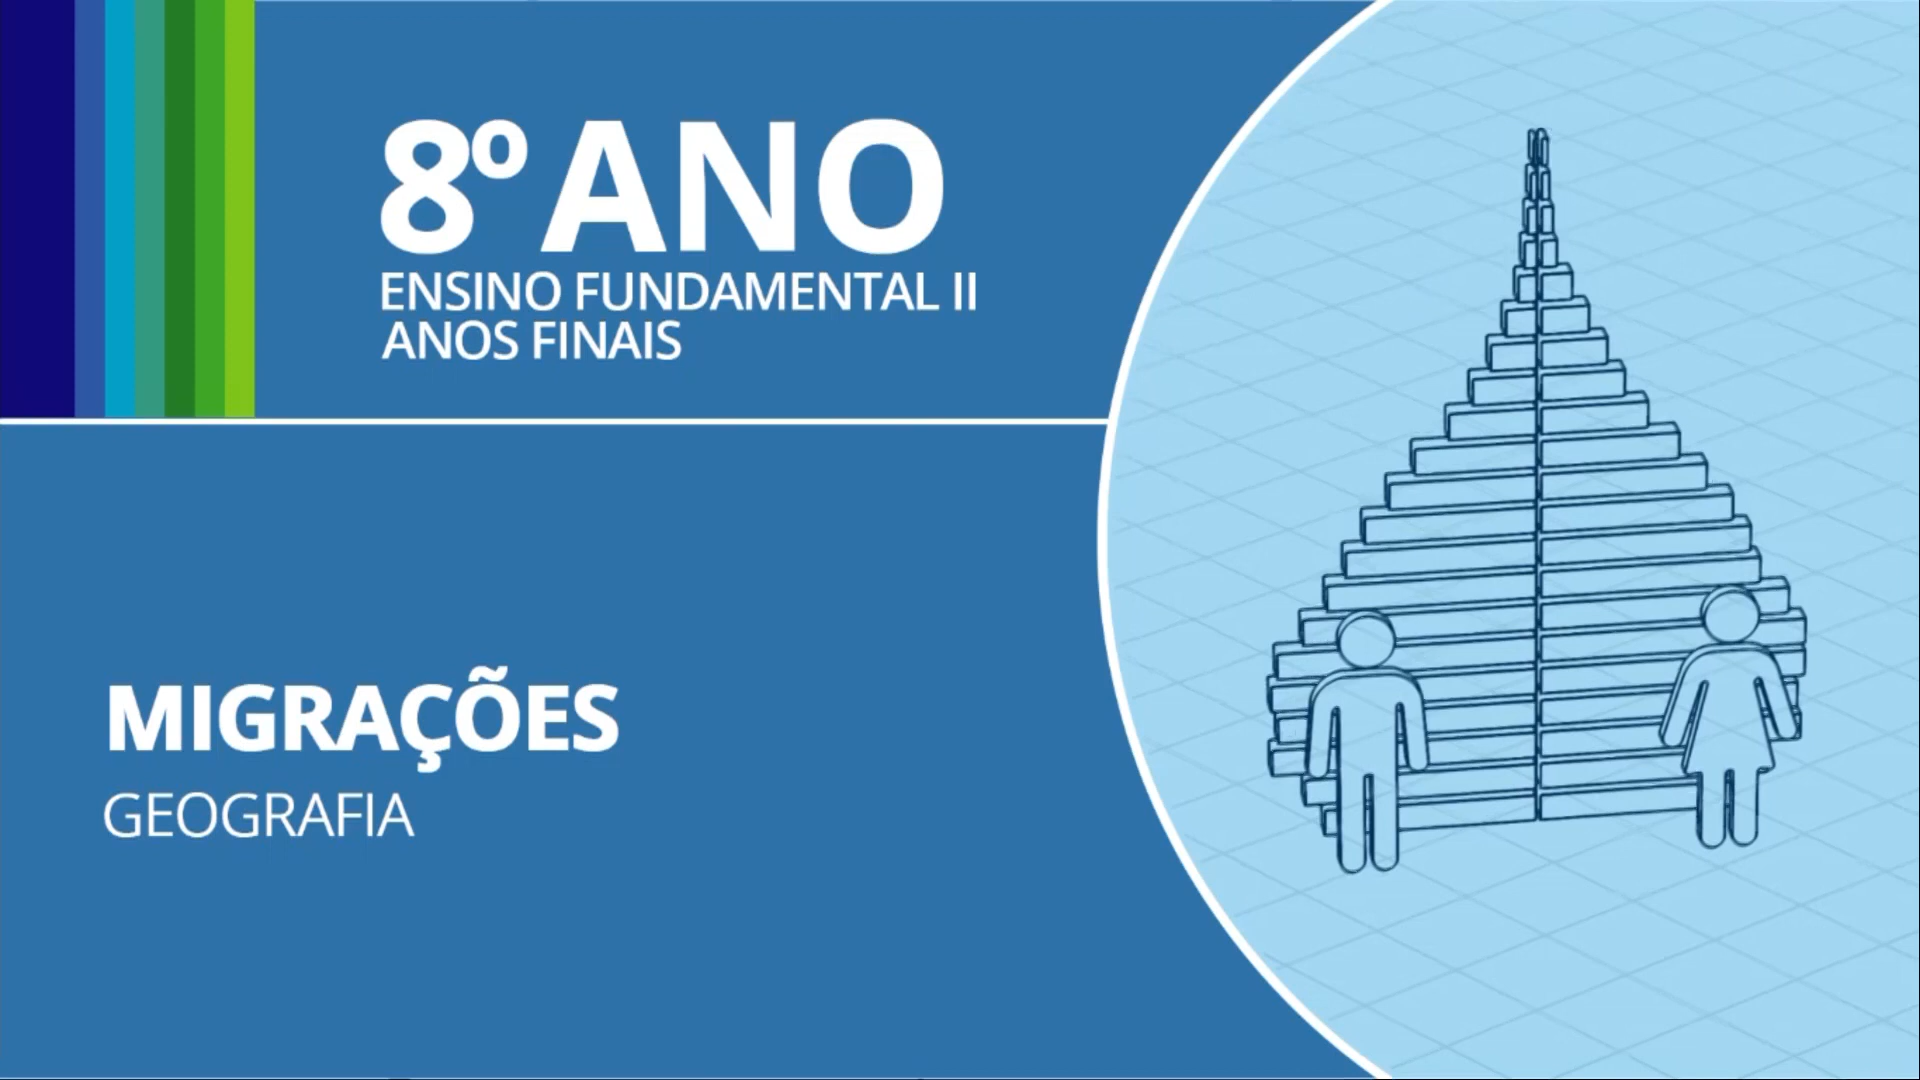 8º ANO
ENSINO FUNDAMENTAL II
ANOS FINAIS
MIGRAÇÕES
GEOGRAFIA